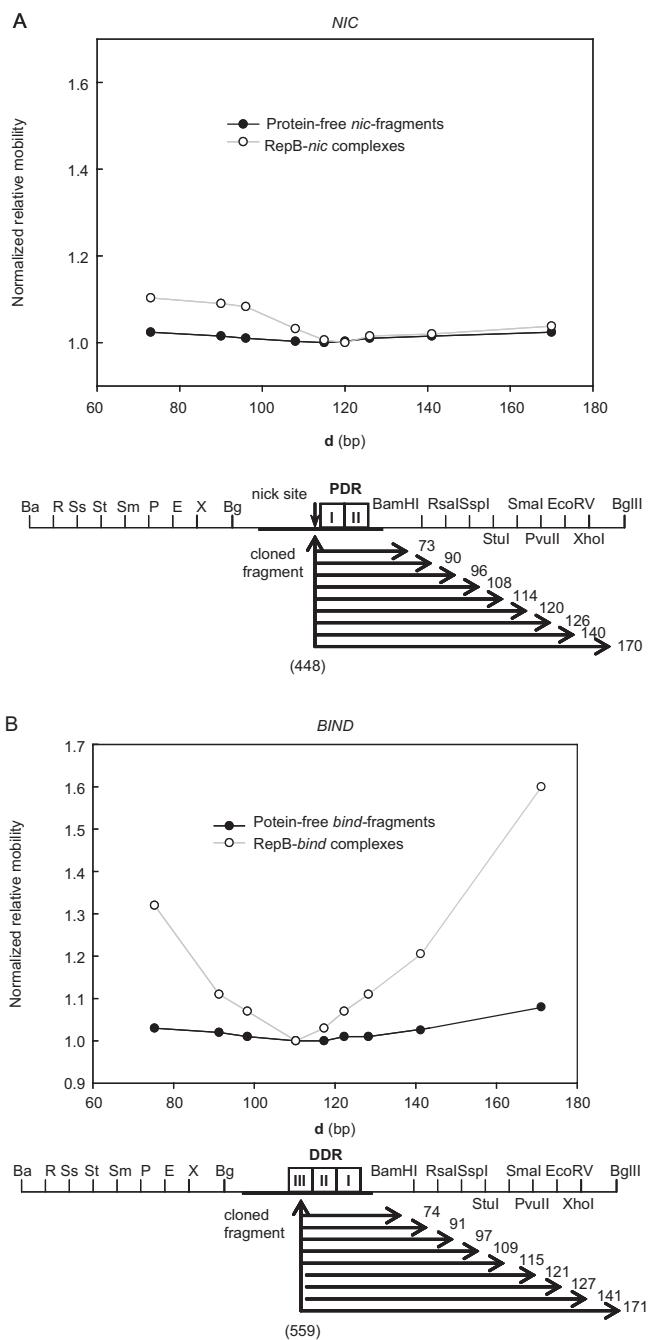 A
NIC
Normalized relative mobility
1.6
1.4
1.2
1.0
Protein-free nic-fragments
RepB-nic complexes
60 80 100 120 140 160 180
d (bp)
nick site
PDR
Ba R Ss St Sm P E X Bg
I II
BamHI RsaI SspI SmaI EcoRV BglII
StuI PvuII XhoI
cloned
fragment
73
90
96
108
114
120
126
140
170
(448)
B
BIND
Normalized relative mobility
1.7
1.6
1.5
1.4
1.3
1.2
1.1
1.0
0.9
Potein-free bind-fragments
RepB-bind complexes
60 80 100 120 140 160 180
d (bp)
DDR
Ba R Ss St Sm P E X Bg
III II I
BamHI RsaI SspI SmaI EcoRV BglII
StuI PvuII XhoI
cloned
fragment
74
91
97
109
115
121
127
141
171
(559)